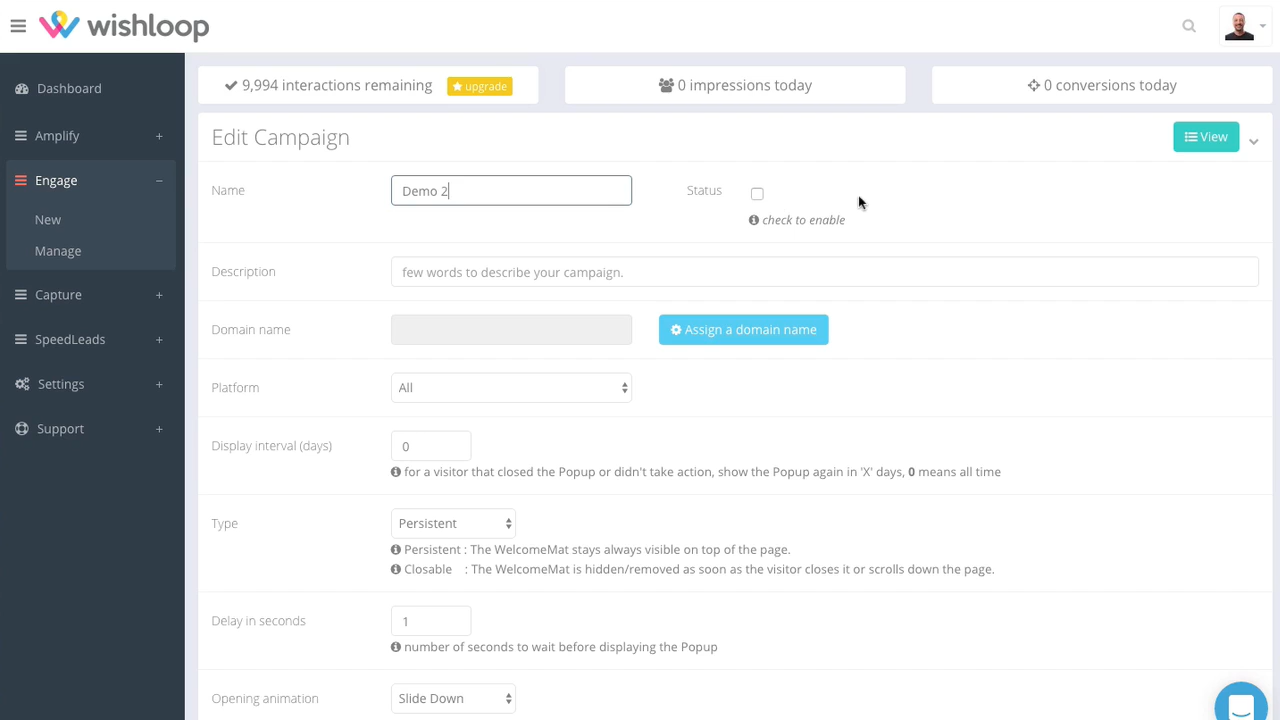 wishloop
Dashboard
Amplify +
Engage −
New
Manage
Capture +
SpeedLeads +
Settings +
Support +
9,994 interactions remaining upgrade
0 impressions today
0 conversions today
Edit Campaign
View
Name
Demo 2
Status
check to enable
Description
few words to describe your campaign.
Domain name
Assign a domain name
Platform
All
Display interval (days)
0
for a visitor that closed the Popup or didn't take action, show the Popup again in 'X' days, 0 means all time
Type
Persistent
Persistent : The WelcomeMat stays always visible on top of the page.
Closable : The WelcomeMat is hidden/removed as soon as the visitor closes it or scrolls down the page.
Delay in seconds
1
number of seconds to wait before displaying the Popup
Opening animation
Slide Down